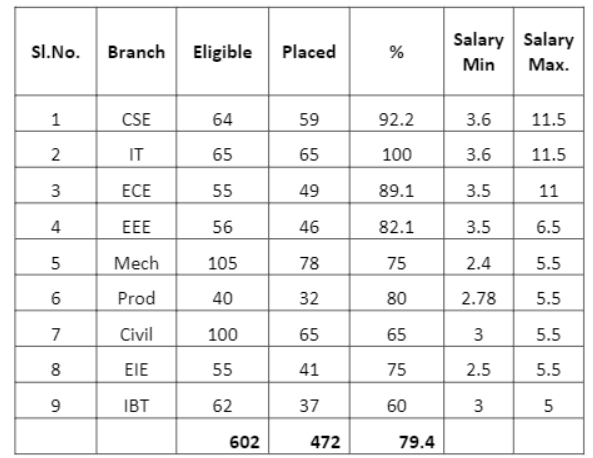 Sl.No. Branch Eligible Placed % Salary Min Salary Max.
1 CSE 64 59 92.2 3.6 11.5
2 IT 65 65 100 3.6 11.5
3 ECE 55 49 89.1 3.5 11
4 EEE 56 46 82.1 3.5 6.5
5 Mech 105 78 75 2.4 5.5
6 Prod 40 32 80 2.78 5.5
7 Civil 100 65 65 3 5.5
8 EIE 55 41 75 2.5 5.5
9 IBT 62 37 60 3 5
602 472 79.4